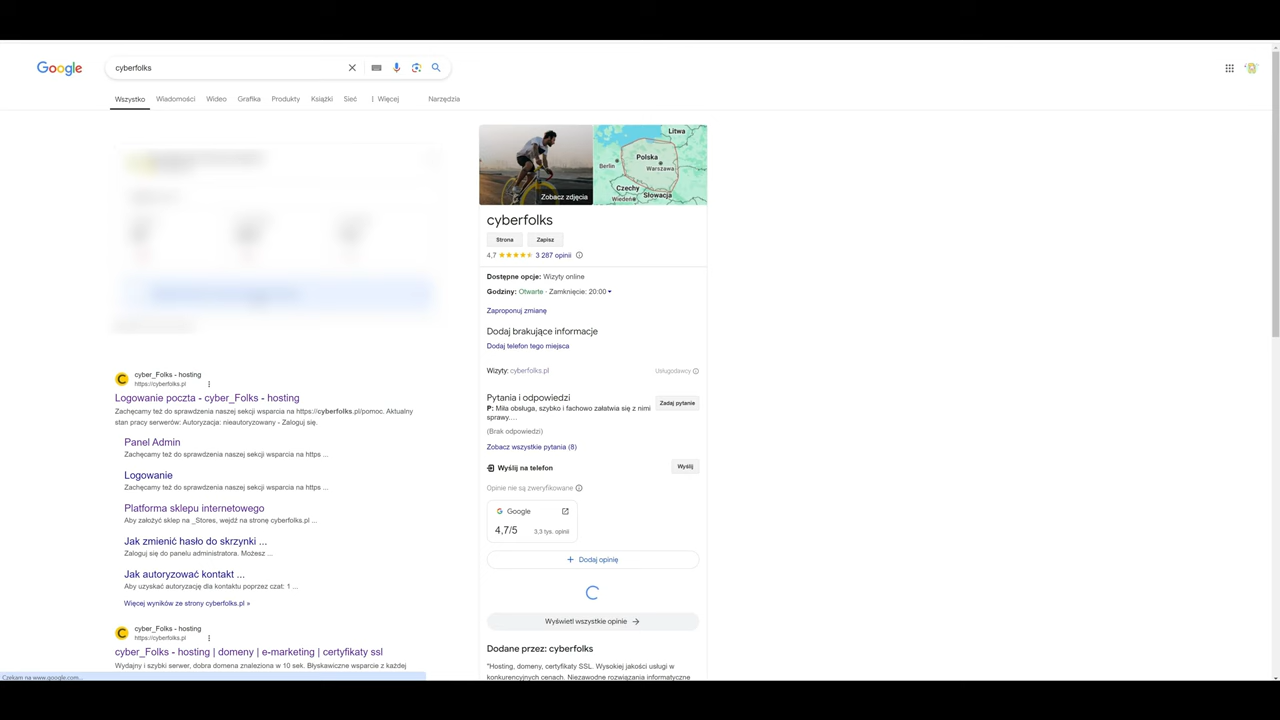 Google
cyberfolks
Wszystko
Wiadomości
Wideo
Grafika
Produkty
Książki
Sieć
Więcej
Narzędzia
cyber_Folks - hosting
https://cyberfolks.pl
Logowanie poczta - cyber_Folks - hosting
Zachęcamy też do sprawdzenia naszej sekcji wsparcia na https://cyberfolks.pl/pomoc. Aktualny
stan pracy serwerów: Autoryzacja: nieautoryzowany - Zaloguj się.
Panel Admin
Zachęcamy też do sprawdzenia naszej sekcji wsparcia na https ...
Logowanie
Zachęcamy też do sprawdzenia naszej sekcji wsparcia na https ...
Platforma sklepu internetowego
Aby założyć sklep na _Stores, wejdź na stronę cyberfolks.pl ...
Jak zmienić hasło do skrzynki ...
Zaloguj się do panelu administratora. Możesz ...
Jak autoryzować kontakt ...
Aby uzyskać autoryzację dla kontaktu poprzez czat: 1 ...
Więcej wyników ze strony cyberfolks.pl »
cyber_Folks - hosting
https://cyberfolks.pl
cyber_Folks - hosting | domeny | e-marketing | certyfikaty ssl
Wydajny i szybki serwer, dobra domena znaleziona w 10 sek. Błyskawiczne wsparcie z każdej
Czekam na www.google.com...
Zobacz zdjęcia
Litwa
Polska
Berlin
Warszawa
Czechy
Słowacja
Wiedeń
cyberfolks
Strona
Zapisz
4,7
3 287 opinii
Dostępne opcje: Wizyty online
Godziny: Otwarte · Zamknięcie: 20:00
Zaproponuj zmianę
Dodaj brakujące informacje
Dodaj telefon tego miejsca
Wizyty: cyberfolks.pl
Usługodawcy
Pytania i odpowiedzi
Zadaj pytanie
P: Miła obsługa, szybko i fachowo załatwia się z nimi
sprawy....
(Brak odpowiedzi)
Zobacz wszystkie pytania (8)
Wyślij na telefon
Wyślij
Opinie nie są zweryfikowane
Google
4,7/5
3,3 tys. opinii
Dodaj opinię
Wyświetl wszystkie opinie
Dodane przez: cyberfolks
"Hosting, domeny, certyfikaty SSL. Wysokiej jakości usługi w
konkurencyjnych cenach. Niezawodne rozwiązania informatyczne